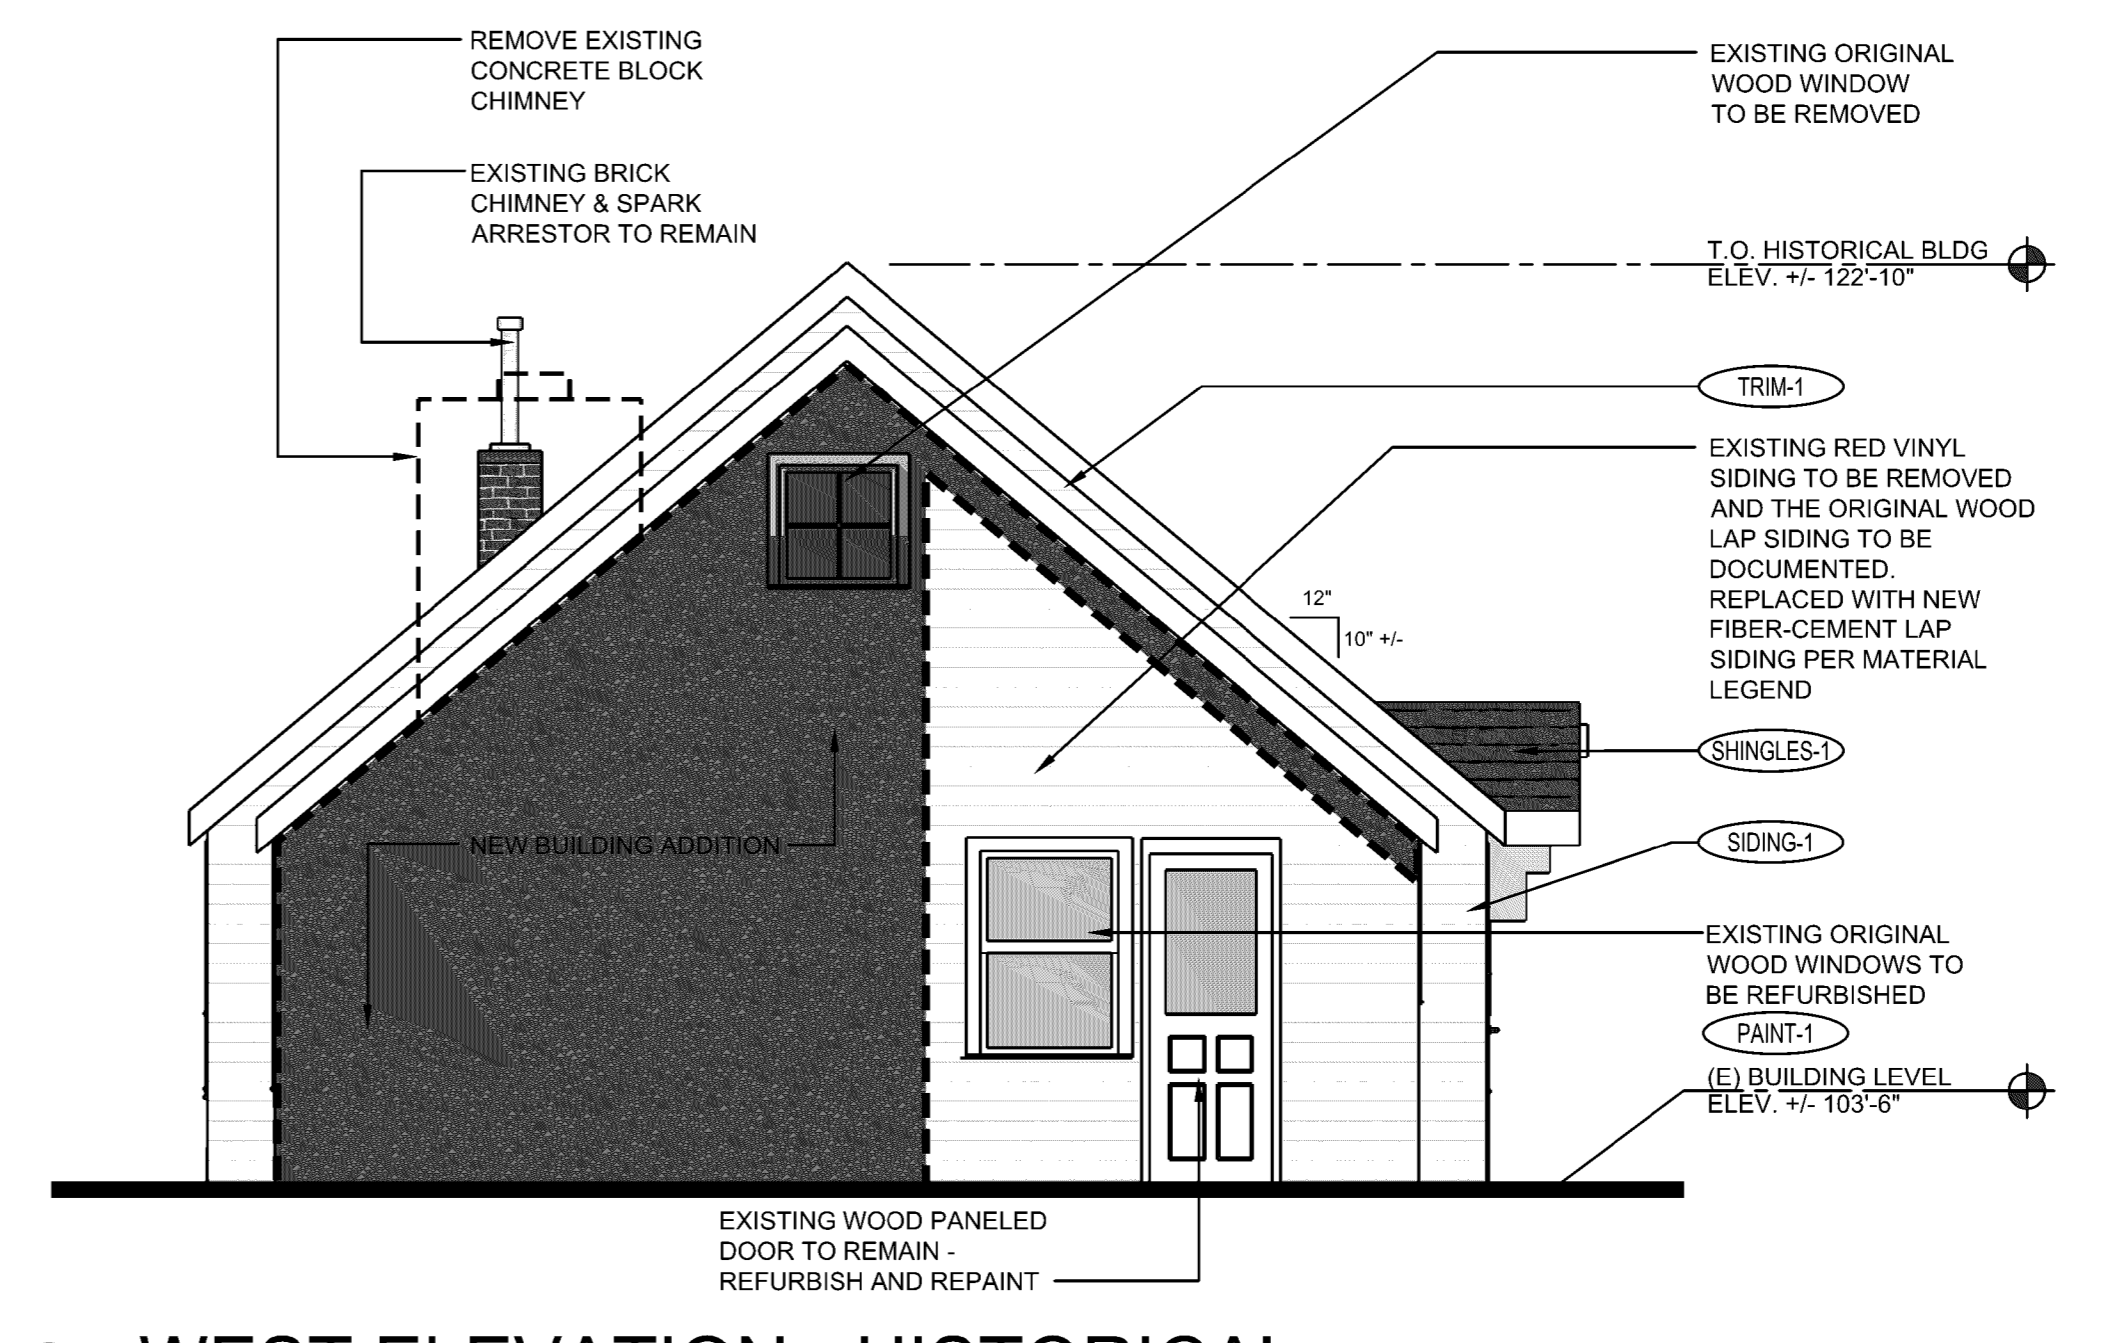 REMOVE EXISTING
CONCRETE BLOCK
CHIMNEY
EXISTING BRICK
CHIMNEY & SPARK
ARRESTOR TO REMAIN
EXISTING ORIGINAL
WOOD WINDOW
TO BE REMOVED
T.O. HISTORICAL BLDG
ELEV. +/- 122'-10"
TRIM-1
EXISTING RED VINYL
SIDING TO BE REMOVED
AND THE ORIGINAL WOOD
LAP SIDING TO BE
DOCUMENTED.
REPLACED WITH NEW
FIBER-CEMENT LAP
SIDING PER MATERIAL
LEGEND
12"
10" +/-
SHINGLES-1
SIDING-1
NEW BUILDING ADDITION
EXISTING ORIGINAL
WOOD WINDOWS TO
BE REFURBISHED
PAINT-1
(E) BUILDING LEVEL
ELEV. +/- 103'-6"
EXISTING WOOD PANELED
DOOR TO REMAIN -
REFURBISH AND REPAINT
WEST ELEVATION - HISTORICAL